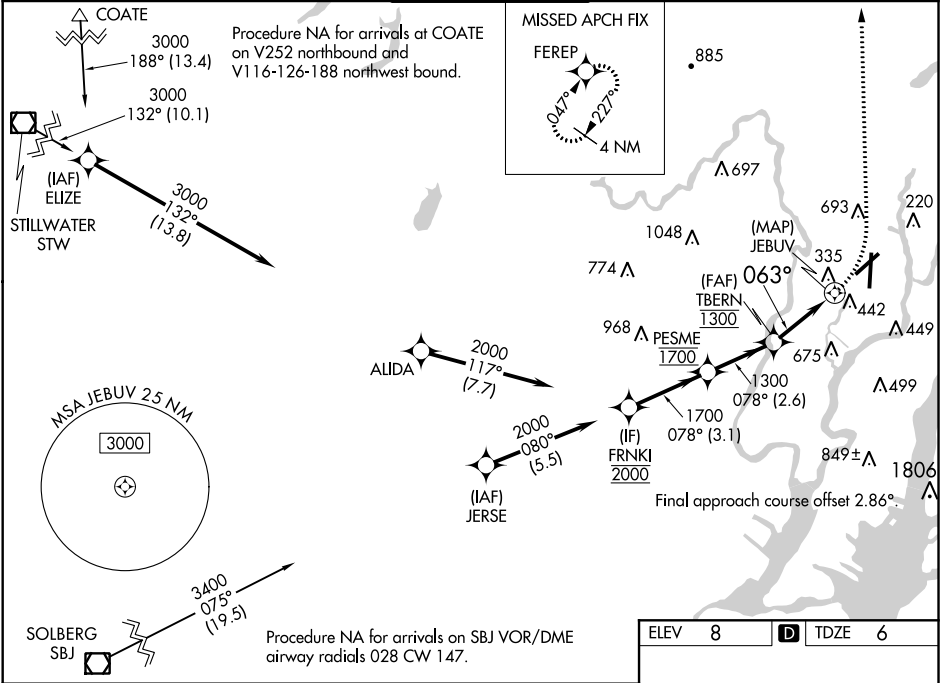 COATE
3000
188° (13.4)
3000
132° (10.1)
Procedure NA for arrivals at COATE
on V252 northbound and
V116-126-188 northwest bound.
MISSED APCH FIX
FEREP
047°
227°
4 NM
885
(IAF)
ELIZE
STILLWATER
STW
3000
132°
(13.8)
697
1048
774
693
220
(MAP)
JEBUV
335
063°
(FAF)
TBERN
1300
442
449
968
PESME
1700
675
499
ALIDA
2000
117°
(7.7)
1300
078° (2.6)
1700
078° (3.1)
MSA JEBUV 25 NM
3000
2000
080°
(5.5)
(IF)
FRNKI
2000
(IAF)
JERSE
849±
1806
Final approach course offset 2.86°.
3400
075°
(19.5)
SOLBERG
SBJ
Procedure NA for arrivals on SBJ VOR/DME
airway radials 028 CW 147.
ELEV 8 D TDZE 6